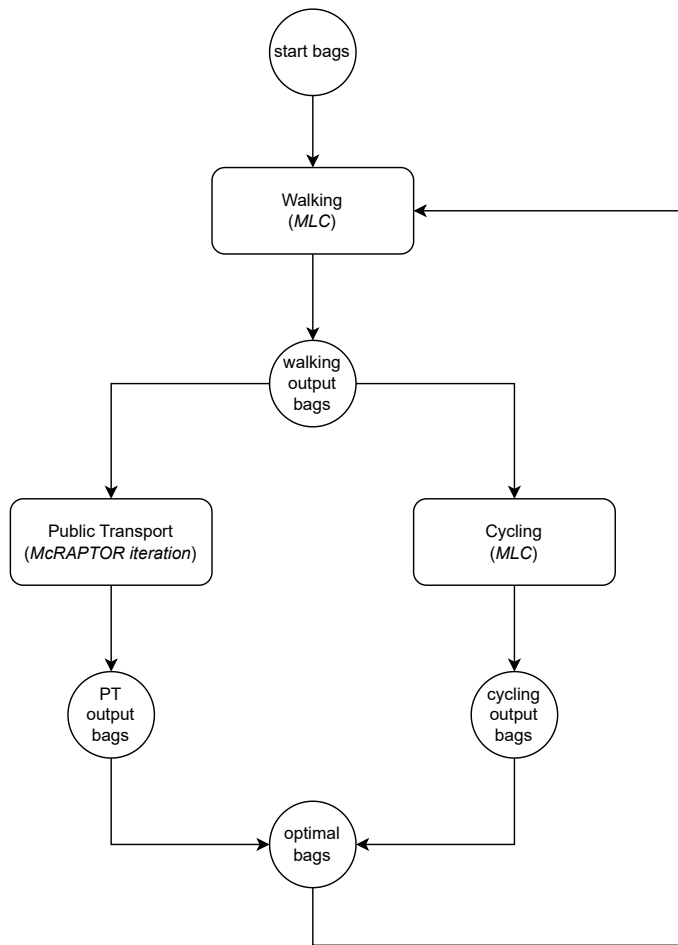 start bags
Walking
(MLC)
walking
output
bags
Public Transport
(McRAPTOR iteration)
Cycling
(MLC)
PT
output
bags
cycling
output
bags
optimal
bags